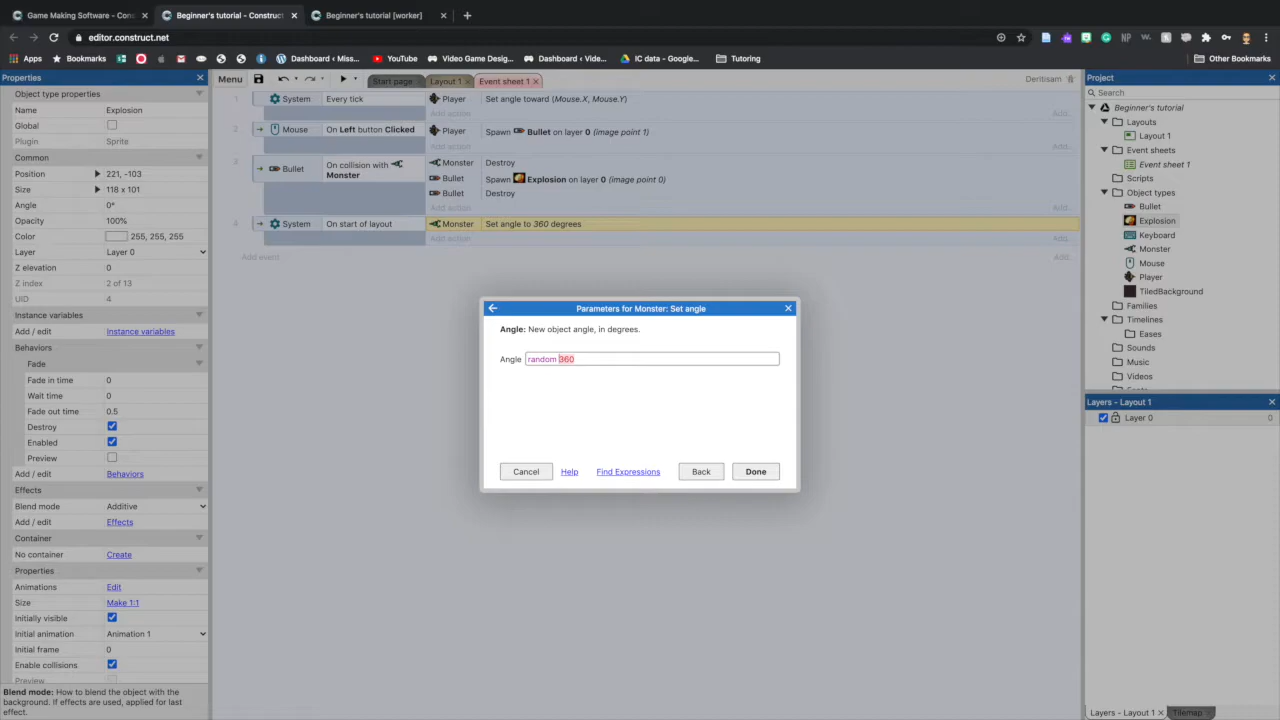 Game Making Software - Cons
Beginner's tutorial - Construct
Beginner's tutorial [worker]
editor.construct.net
Apps
Bookmarks
Dashboard ‹ Miss...
YouTube
Video Game Desig...
Dashboard ‹ Vide...
IC data - Google...
Tutoring
Other Bookmarks
Properties
Menu
Start page
Layout 1
Event sheet 1
Dentisam
Project
Object type properties
Name Explosion
Global
Plugin Sprite
Common
Position 221, -103
Size 118 x 101
Angle 0°
Opacity 100%
Color 255, 255, 255
Layer Layer 0
Z elevation 0
Z index 2 of 13
UID 4
Instance variables
Add / edit Instance variables
Behaviors
Fade
Fade in time 0
Wait time 0
Fade out time 0.5
Destroy
Enabled
Preview
Add / edit Behaviors
Effects
Blend mode Additive
Add / edit Effects
Container
No container Create
Properties
Animations Edit
Size Make 1:1
Initially visible
Initial animation Animation 1
Initial frame 0
Enable collisions
Preview
Blend mode: How to blend the object with the
background. If effects are used, applied for last
effect.
1 System Every tick Player Set angle toward (Mouse.X, Mouse.Y)
Add action Add...
2 Mouse On Left button Clicked Player Spawn Bullet on layer 0 (image point 1)
Add action Add...
3 Bullet On collision with Monster
Monster Destroy
Bullet Spawn Explosion on layer 0 (image point 0)
Bullet Destroy
Add action Add...
4 System On start of layout Monster Set angle to 360 degrees
Add action Add...
Add event Add...
Parameters for Monster: Set angle
Angle: New object angle, in degrees.
Angle random 360
Cancel
Help
Find Expressions
Back
Done
Search
Beginner's tutorial
Layouts
Layout 1
Event sheets
Event sheet 1
Scripts
Object types
Bullet
Explosion
Keyboard
Monster
Mouse
Player
TiledBackground
Families
Timelines
Eases
Sounds
Music
Videos
Layers - Layout 1
Layer 0 0
Layers - Layout 1
Tilemap